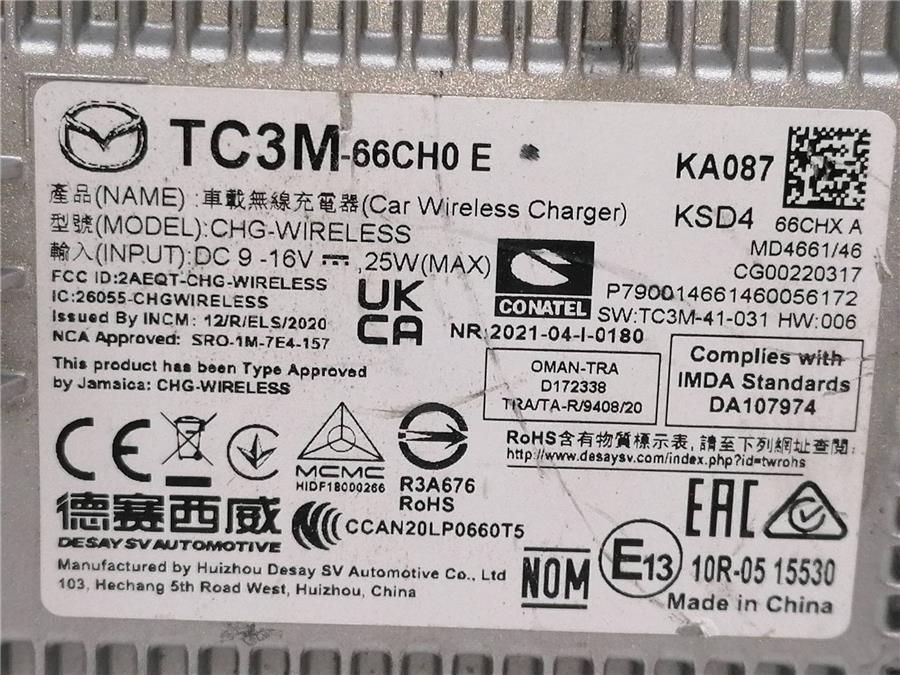 TC3M-66CH0 E
KA087
產品(NAME) :車載無線充電器(Car Wireless Charger)
KSD4 66CHX A
型號(MODEL):CHG-WIRELESS
MD4661/46
輸入(INPUT):DC 9 -16V ⎓ ,25W(MAX)
CG00220317
FCC ID:2AEQT-CHG-WIRELESS
P790014661460056172
IC:26055-CHGWIRELESS
UK
CA
CONATEL
SW:TC3M-41-031 HW:006
Issued By INCM: 12/R/ELS/2020
NR:2021-04-I-0180
NCA Approved: SRO-1M-7E4-157
This product has been Type Approved
by Jamaica: CHG-WIRELESS
OMAN-TRA
D172338
TRA/TA-R/9408/20
Complies with
IMDA Standards
DA107974
RoHS含有物質標示表,請至下列網址查閱:
http://www.desaysv.com/index.php?id=twrohs
CE
MCMC
HIDF18000266
R3A676
RoHS
EAC
德赛西威
DESAY SV AUTOMOTIVE
CCAN20LP0660T5
NOM
E13
10R-05 15530
Manufactured by Huizhou Desay SV Automotive Co., Ltd
103, Hechang 5th Road West, Huizhou, China
Made in China